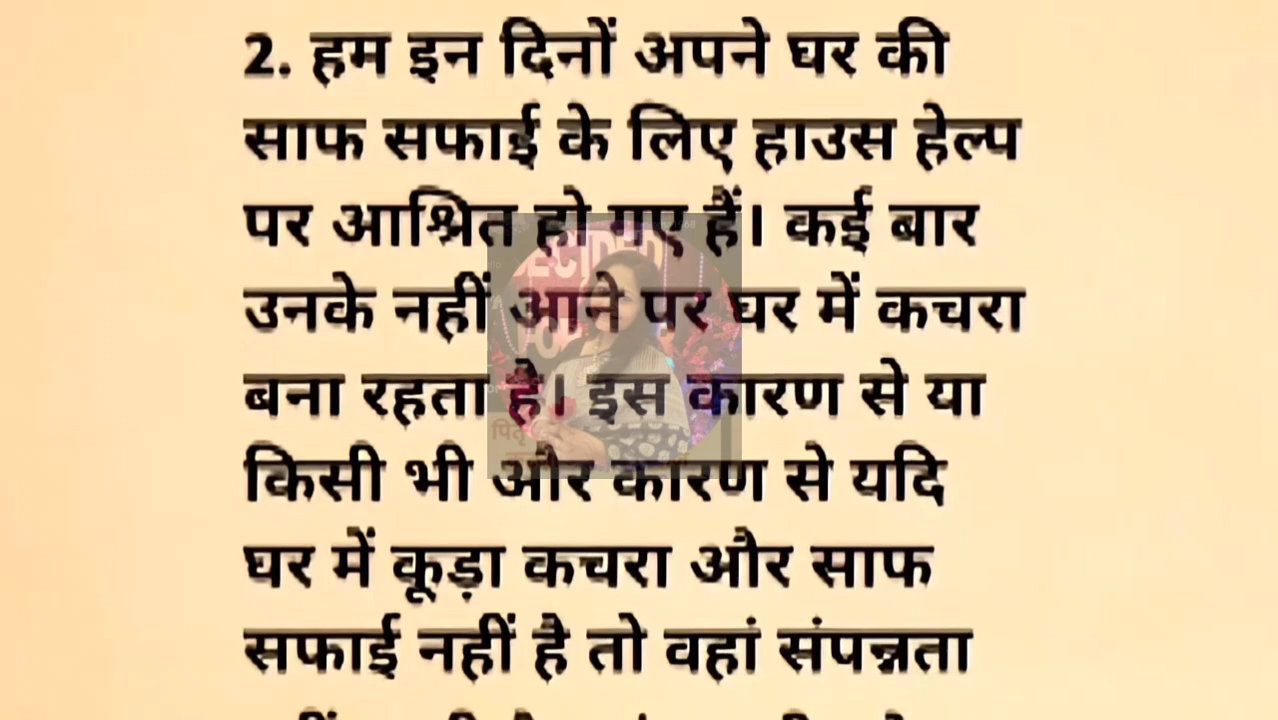 2. हम इन दिनों अपने घर की
साफ सफाई के लिए हाउस हेल्प
पर आश्रित हो गए हैं। कई बार
उनके नहीं आने पर घर में कचरा
बना रहता है। इस कारण से या
किसी भी और कारण से यदि
घर में कूड़ा कचरा और साफ
सफाई नहीं है तो वहां संपन्नता